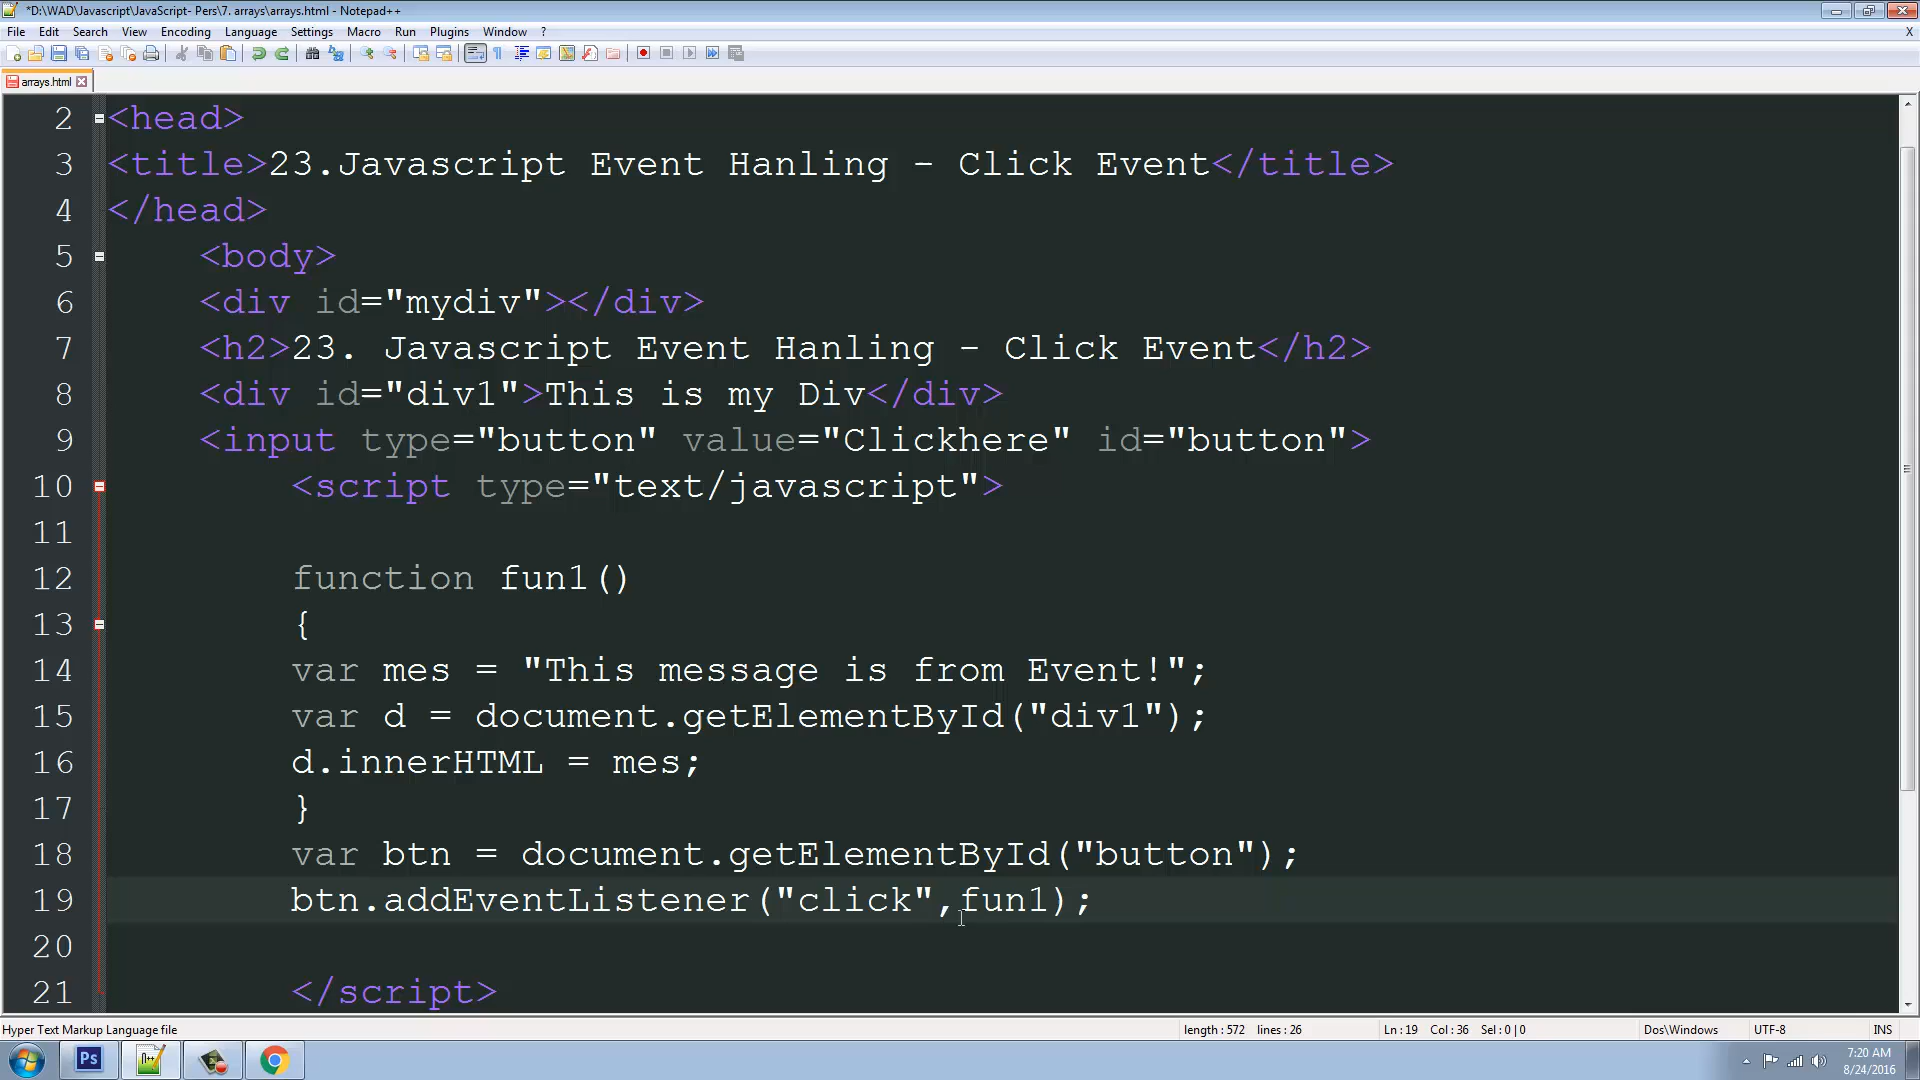 *D:\WAD\Javascript\JavaScript- Pers\7. arrays\arrays.html - Notepad++
File Edit Search View Encoding Language Settings Macro Run Plugins Window ? X
arrays.html
2 <head>
3 <title>23.Javascript Event Hanling - Click Event</title>
4 </head>
5 <body>
6 <div id="mydiv"></div>
7 <h2>23. Javascript Event Hanling - Click Event</h2>
8 <div id="div1">This is my Div</div>
9 <input type="button" value="Clickhere" id="button">
10 <script type="text/javascript">
11
12 function fun1()
13 {
14 var mes = "This message is from Event!";
15 var d = document.getElementById("div1");
16 d.innerHTML = mes;
17 }
18 var btn = document.getElementById("button");
19 btn.addEventListener("click",fun1);
20
21 </script>
Hyper Text Markup Language file length : 572 lines : 26 Ln : 19 Col : 36 Sel : 0 | 0 Dos\Windows UTF-8 INS
Ps
7:20 AM
8/24/2016